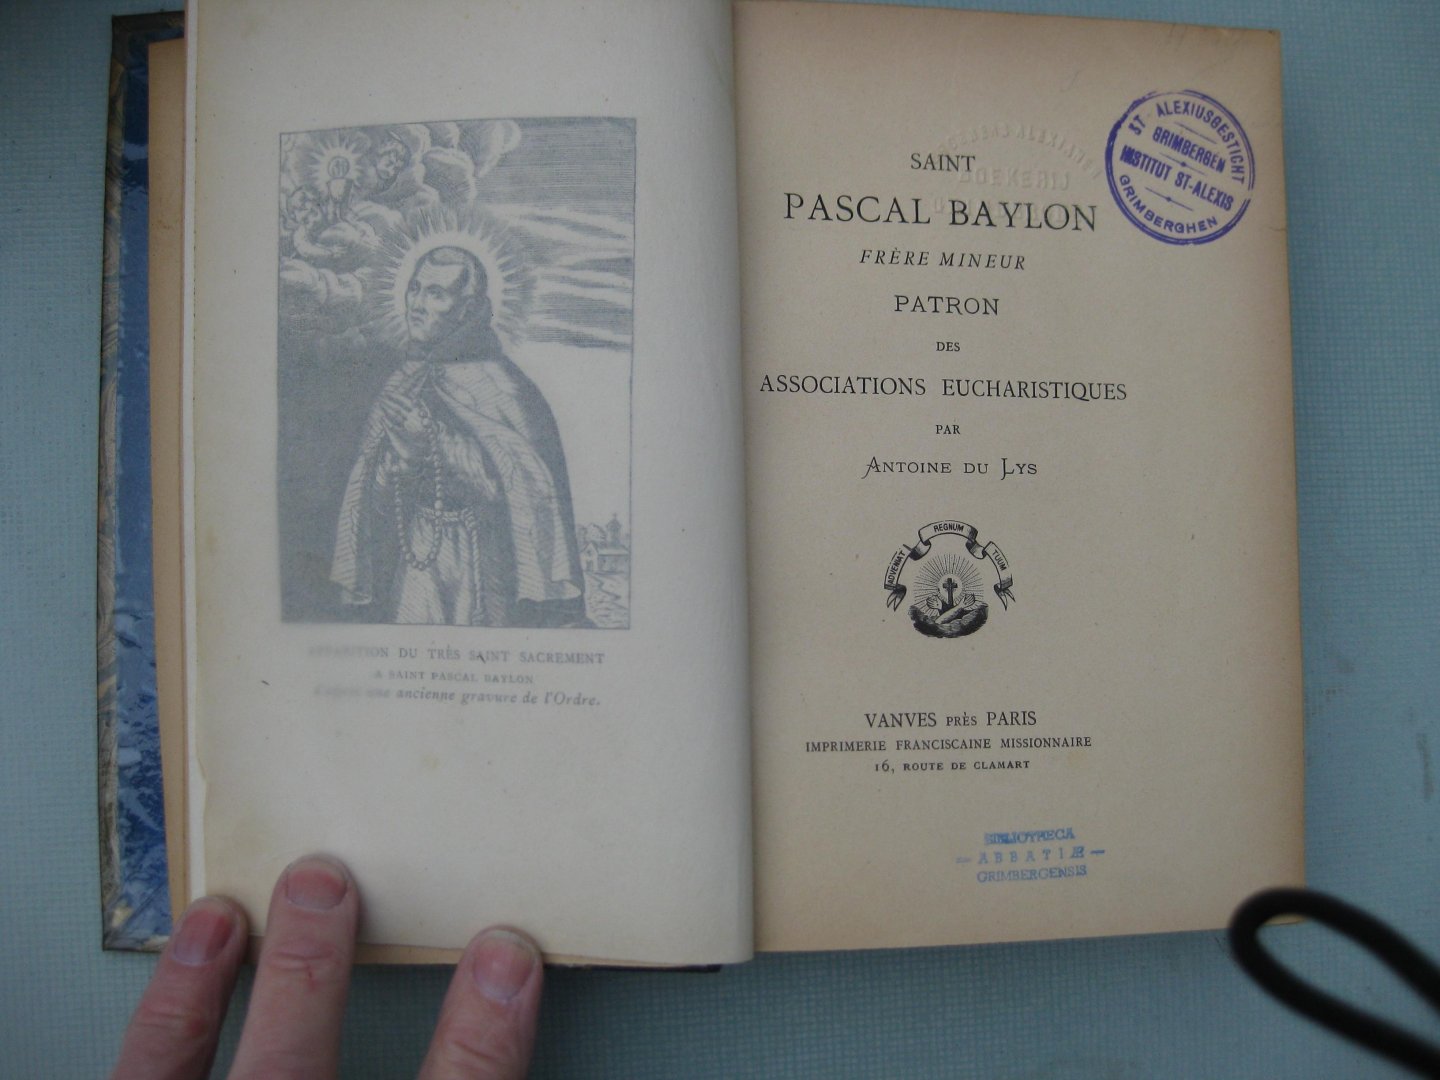 APPARITION DU TRÈS SAINT SACREMENT
A SAINT PASCAL BAYLON
D'après une ancienne gravure de l'Ordre.
SAINT
PASCAL BAYLON
FRÈRE MINEUR
PATRON
DES
ASSOCIATIONS EUCHARISTIQUES
PAR
ANTOINE DU LYS
ADVENIAT REGNUM TUUM
VANVES PRÈS PARIS
IMPRIMERIE FRANCISCAINE MISSIONNAIRE
16, ROUTE DE CLAMART
ST ALEXIUSGESTICHT
GRIMBERGEN
INSTITUT ST-ALEXIS
GRIMBERGHEN
BOEKERIJ
BIBLIOTHECA
— ABBATIÆ —
GRIMBERGENSIS